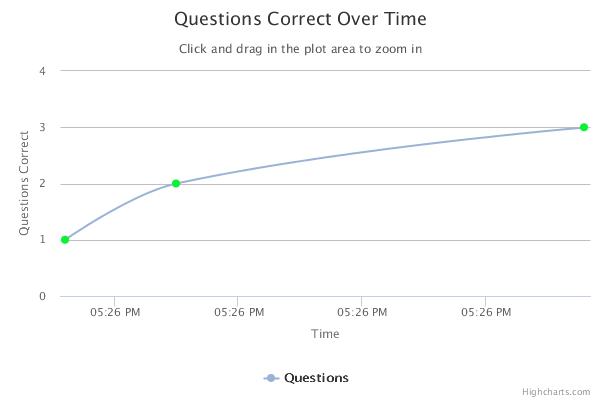 Questions Correct Over Time
Click and drag in the plot area to zoom in
4
3
2
1
0
Questions Correct
05:26 PM 05:26 PM 05:26 PM 05:26 PM
Time
Questions
Highcharts.com